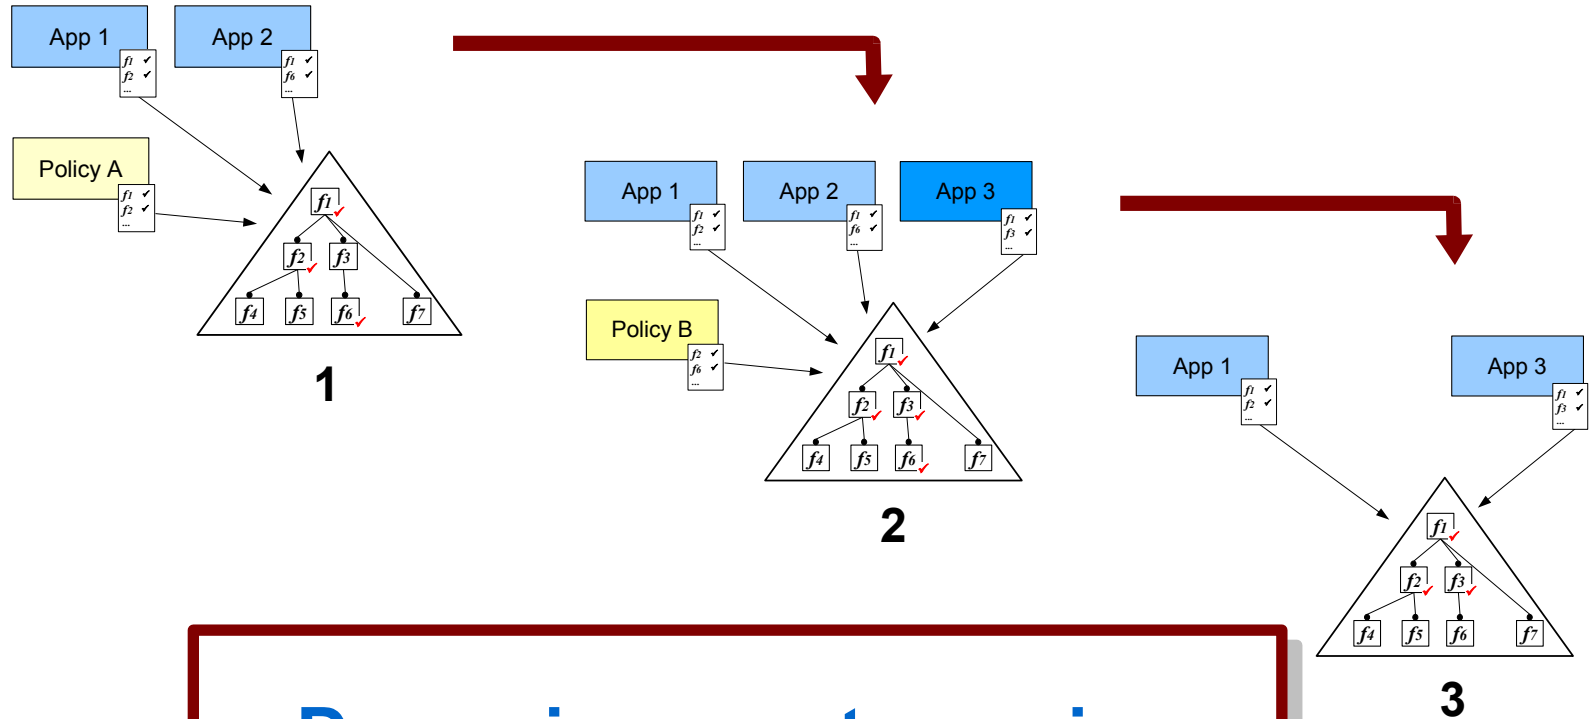 App 1
f1 ✓
f2 ✓
...
App 2
f1 ✓
f6 ✓
...
Policy A
f1 ✓
f2 ✓
...
f1 ✓
f2 ✓ f3
f4 f5 f6 ✓ f7
1
App 1
f1 ✓
f2 ✓
...
App 2
f1 ✓
f6 ✓
...
App 3
f1 ✓
f3 ✓
...
Policy B
f2 ✓
f6 ✓
...
f1 ✓
f2 ✓ f3 ✓
f4 f5 f6 ✓ f7
2
App 1
f1 ✓
f2 ✓
...
App 3
f1 ✓
f3 ✓
...
f1 ✓
f2 ✓ f3 ✓
f4 f5 f6 f7
3